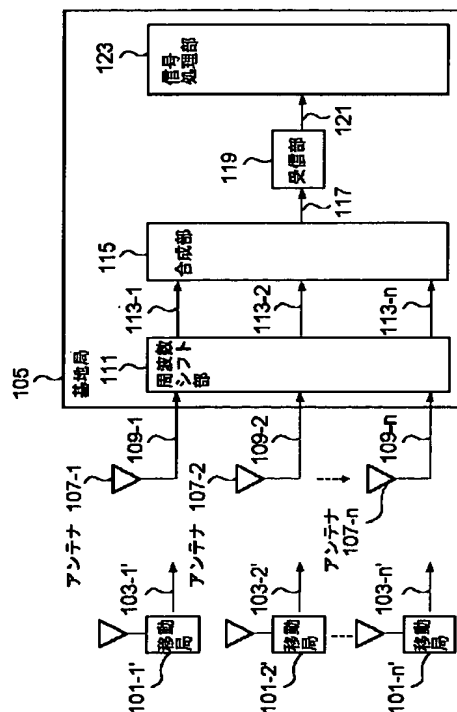 105
基地局
123
信号
処理部
121
119
受信部
117
115
合成部
113-1
113-2
113-n
111
周波数
シフト
部
109-1
109-2
109-n
アンテナ 107-1
アンテナ 107-2
アンテナ
107-n
103-1'
103-2'
103-n'
移動
局
移動
局
移動
局
101-1'
101-2'
101-n'